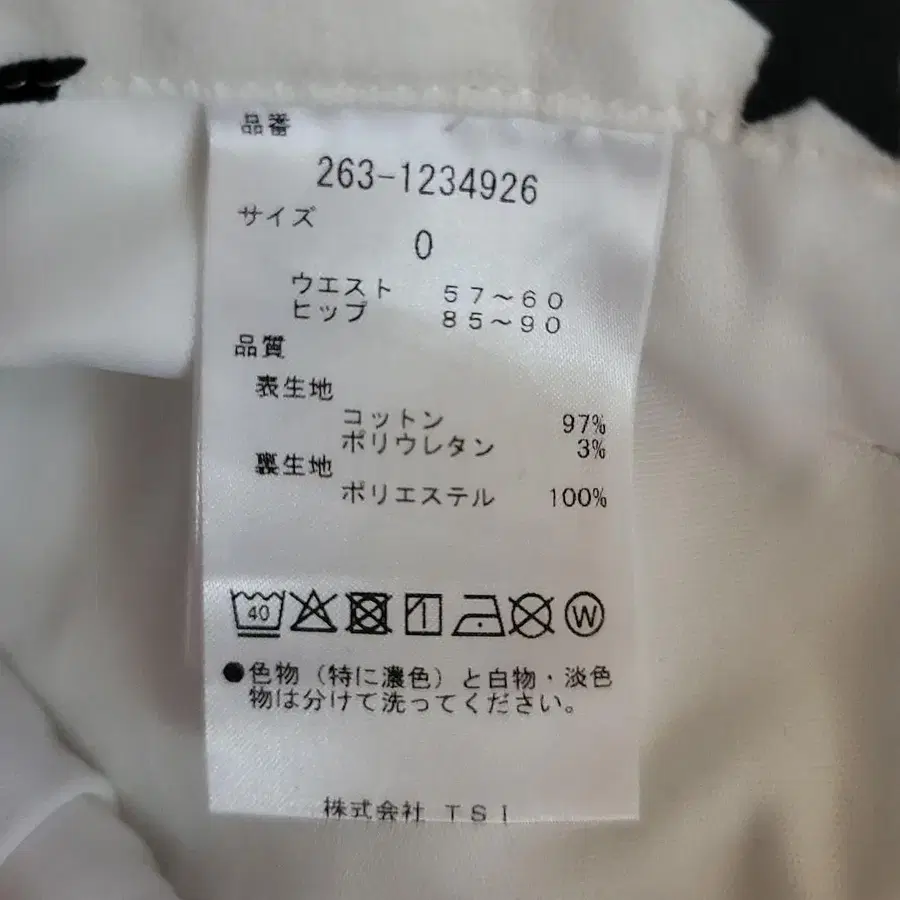 品番
263-1234926
サイズ
0
ウエスト 57～60
ヒップ 85～90
品質
表生地
コットン 97%
ポリウレタン 3%
裏生地
ポリエステル 100%
40 W
●色物（特に濃色）と白物・淡色
物は分けて洗ってください。
株式会社 TSI